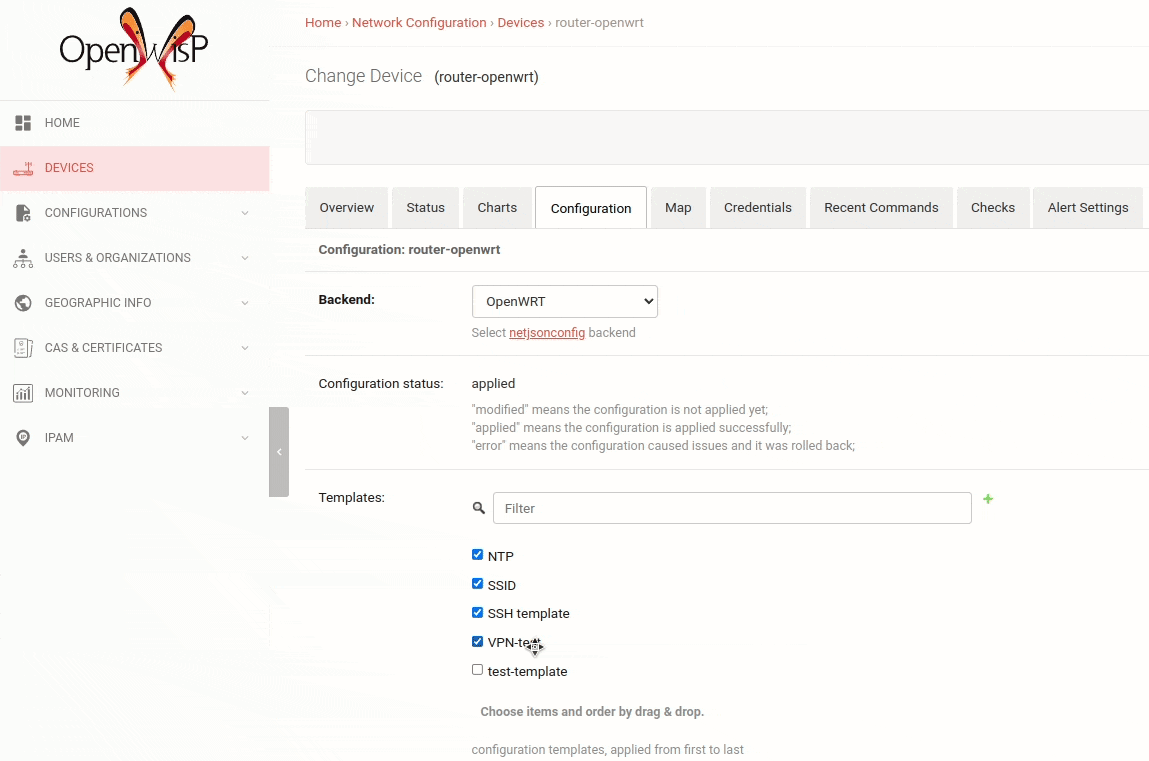 OpenWISP
Home › Network Configuration › Devices › router-openwrt
Change Device (router-openwrt)
HOME
DEVICES
CONFIGURATIONS
USERS & ORGANIZATIONS
GEOGRAPHIC INFO
CAS & CERTIFICATES
MONITORING
IPAM
Overview Status Charts Configuration Map Credentials Recent Commands Checks Alert Settings
Configuration: router-openwrt
Backend: OpenWRT
Select netjsonconfig backend
Configuration status: applied
"modified" means the configuration is not applied yet;
"applied" means the configuration is applied successfully;
"error" means the configuration caused issues and it was rolled back;
Templates: Filter
NTP
SSID
SSH template
VPN-test
test-template
Choose items and order by drag & drop.
configuration templates, applied from first to last